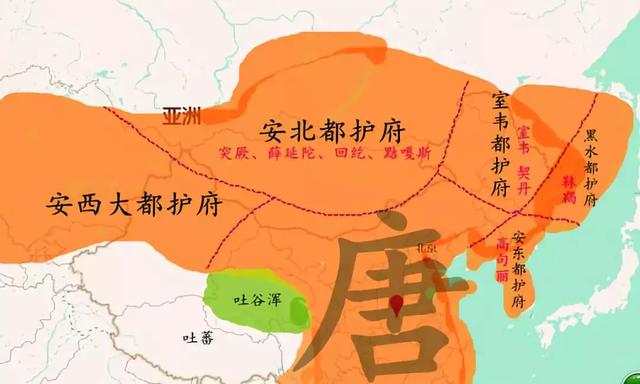 亚洲
安北都护府
突厥、薛延陀、回纥、黠嘎斯
室韦都护府
室韦 契丹
黑水都护府
靺鞨
安西大都护府
安东都护府
高句丽
北京
唐
吐谷浑
吐蕃